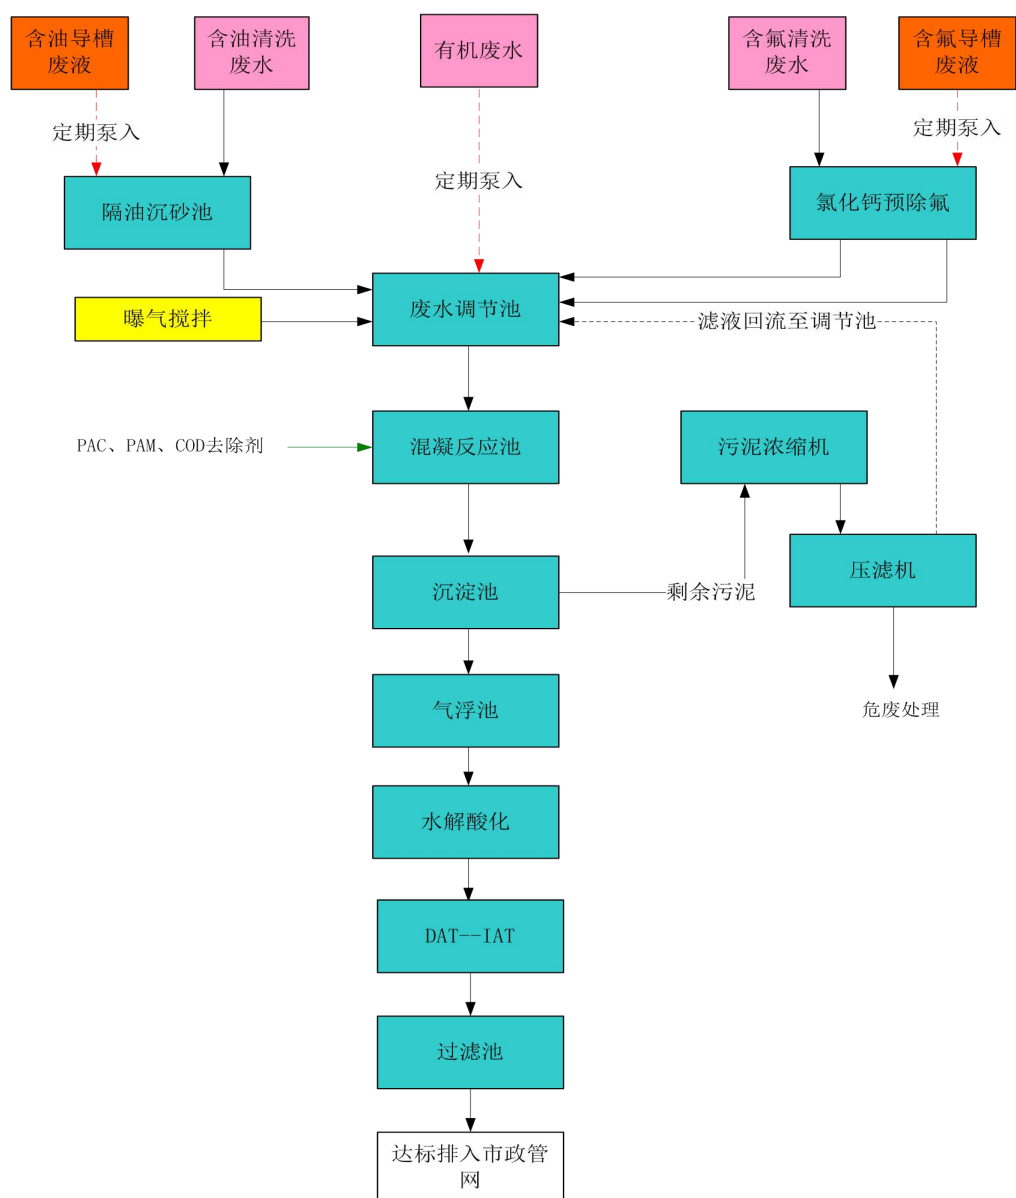 含油导槽
废液
含油清洗
废水
有机废水
含氟清洗
废水
含氟导槽
废液
定期泵入
定期泵入
定期泵入
隔油沉砂池
氯化钙预除氟
废水调节池
曝气搅拌
滤液回流至调节池
PAC、PAM、COD去除剂
混凝反应池
污泥浓缩机
沉淀池
剩余污泥
压滤机
气浮池
危废处理
水解酸化
DAT--IAT
过滤池
达标排入市政管
网